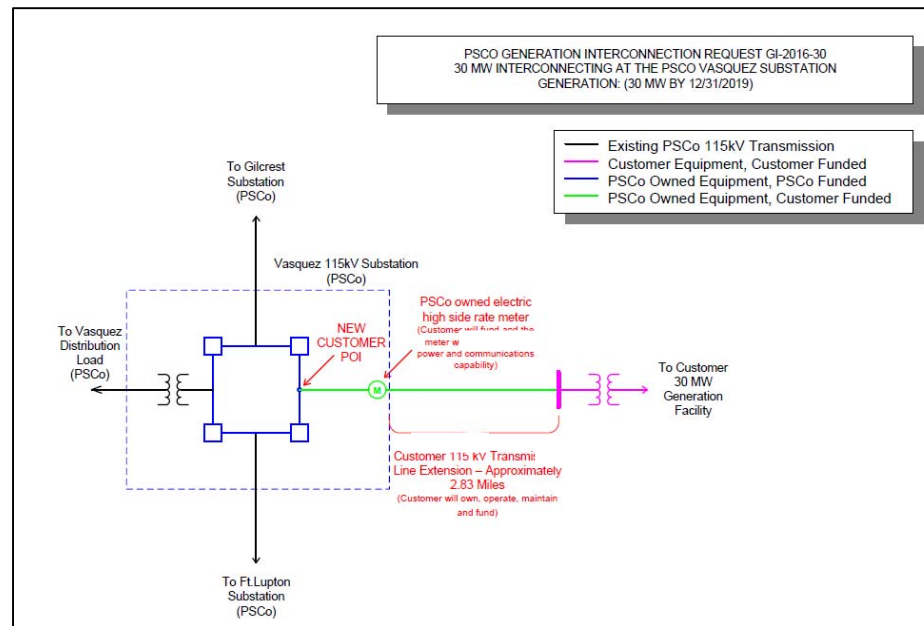 PSCO GENERATION INTERCONNECTION REQUEST GI-2016-30
30 MW INTERCONNECTING AT THE PSCO VASQUEZ SUBSTATION
GENERATION: (30 MW BY 12/31/2019)
Existing PSCo 115kV Transmission
Customer Equipment, Customer Funded
PSCo Owned Equipment, PSCo Funded
PSCo Owned Equipment, Customer Funded
To Gilcrest
Substation
(PSCo)
Vasquez 115kV Substation
(PSCo)
PSCo owned electric
high side rate meter
(Customer will fund and the
meter w
power and communications
capability)
NEW
CUSTOMER
POI
To Vasquez
Distribution
Load
(PSCo)
M
To Customer
30 MW
Generation
Facility
Customer 115 kV Transmis
Line Extension – Approximately
2.83 Miles
(Customer will own, operate, maintain
and fund)
To Ft.Lupton
Substation
(PSCo)